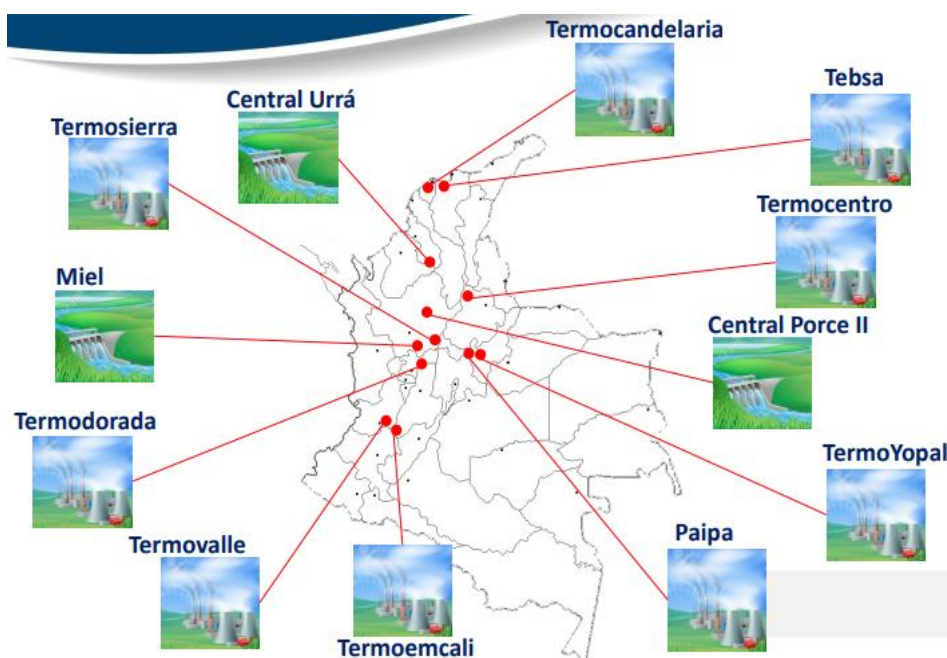 Termocandelaria
Tebsa
Central Urrá
Termosierra
Termocentro
Miel
Central Porce II
Termodorada
TermoYopal
Termovalle
Paipa
Termoemcali